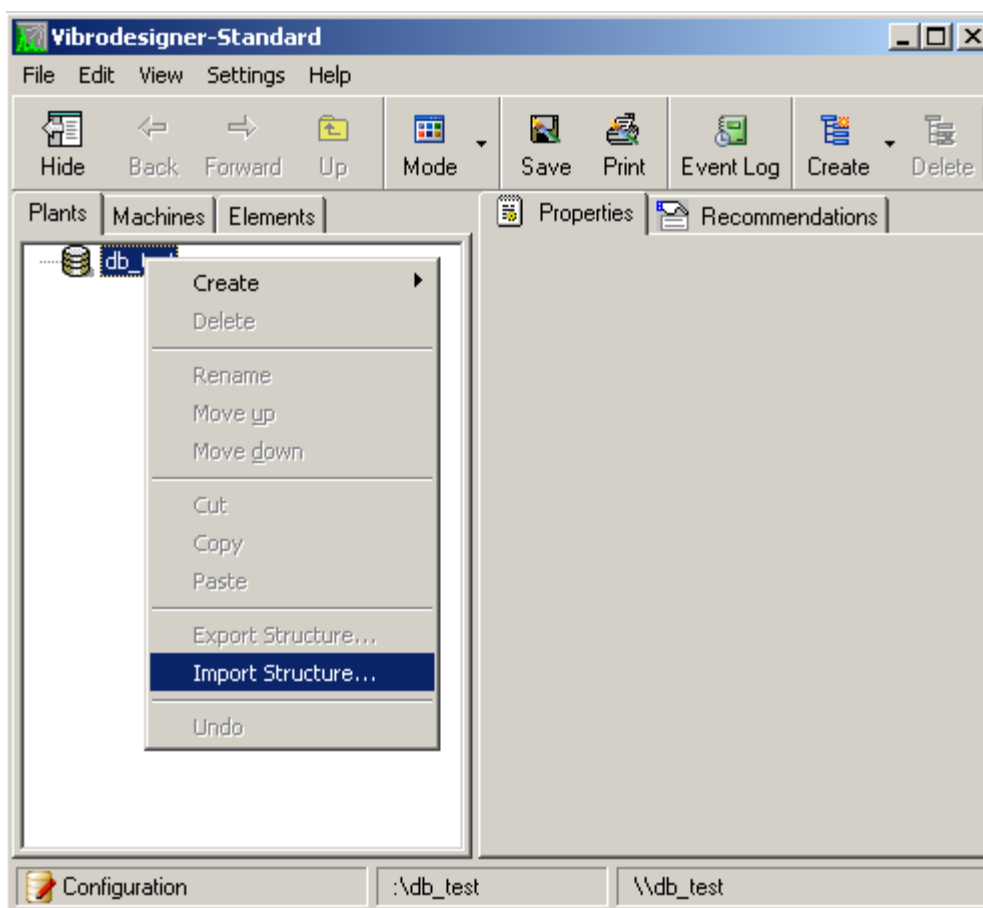 Vibrodesigner-Standard
File Edit View Settings Help
Hide Back Forward Up Mode Save Print Event Log Create Delete
Plants Machines Elements Properties Recommendations
Create
Delete
Rename
Move up
Move down
Cut
Copy
Paste
Export Structure...
Import Structure...
Undo
Configuration :\db_test \\db_test